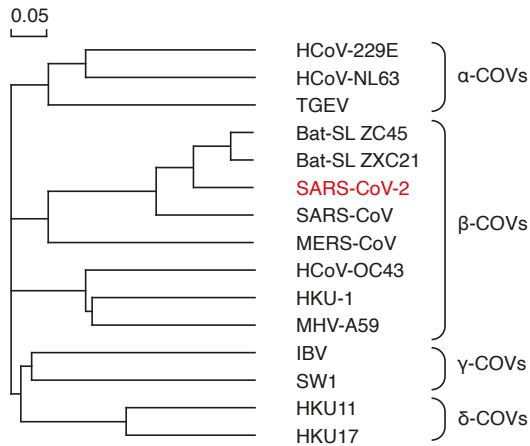 0.05
HCoV-229E
HCoV-NL63
TGEV
α-COVs
Bat-SL ZC45
Bat-SL ZXC21
SARS-CoV-2
SARS-CoV
MERS-CoV
HCoV-OC43
HKU-1
MHV-A59
β-COVs
IBV
SW1
γ-COVs
HKU11
HKU17
δ-COVs